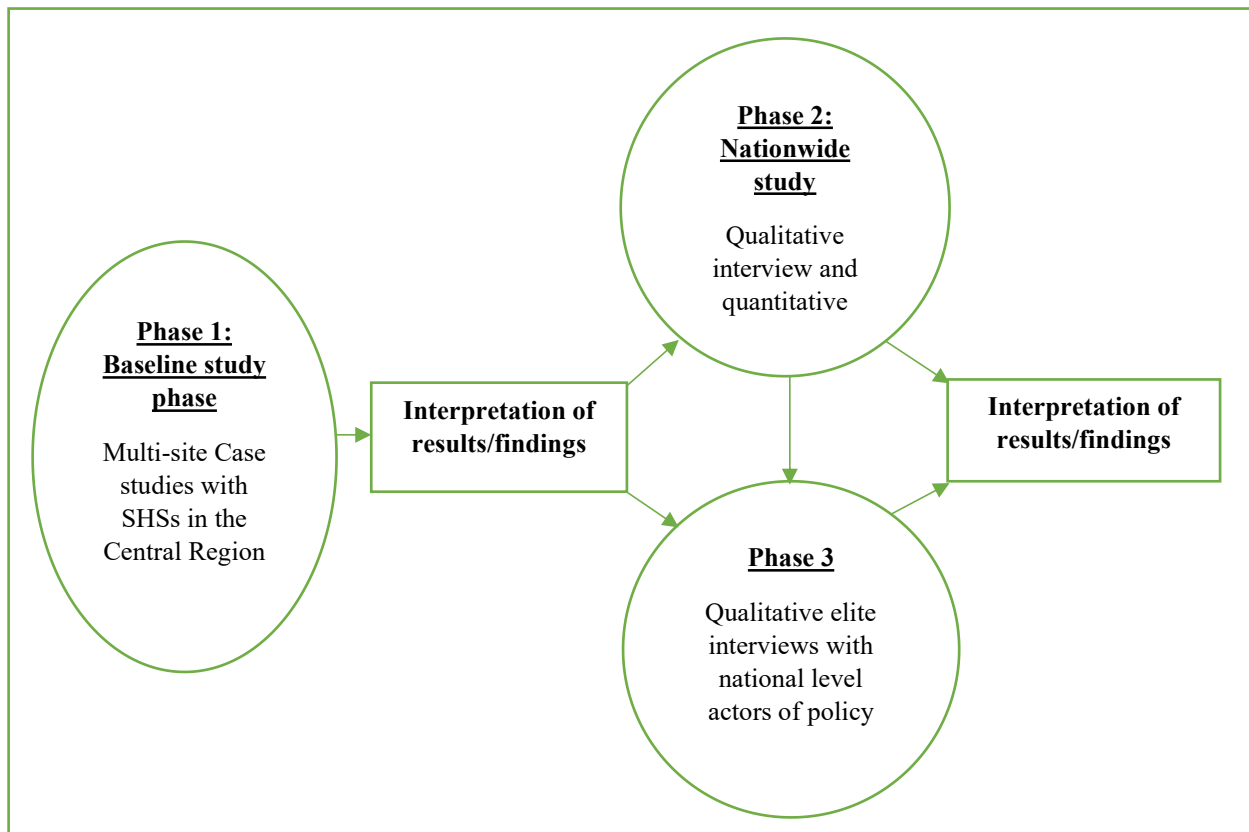 Phase 1:
Baseline study
phase
Multi-site Case
studies with
SHSs in the
Central Region
Interpretation of
results/findings
Phase 2:
Nationwide
study
Qualitative
interview and
quantitative
Phase 3
Qualitative elite
interviews with
national level
actors of policy
Interpretation of
results/findings